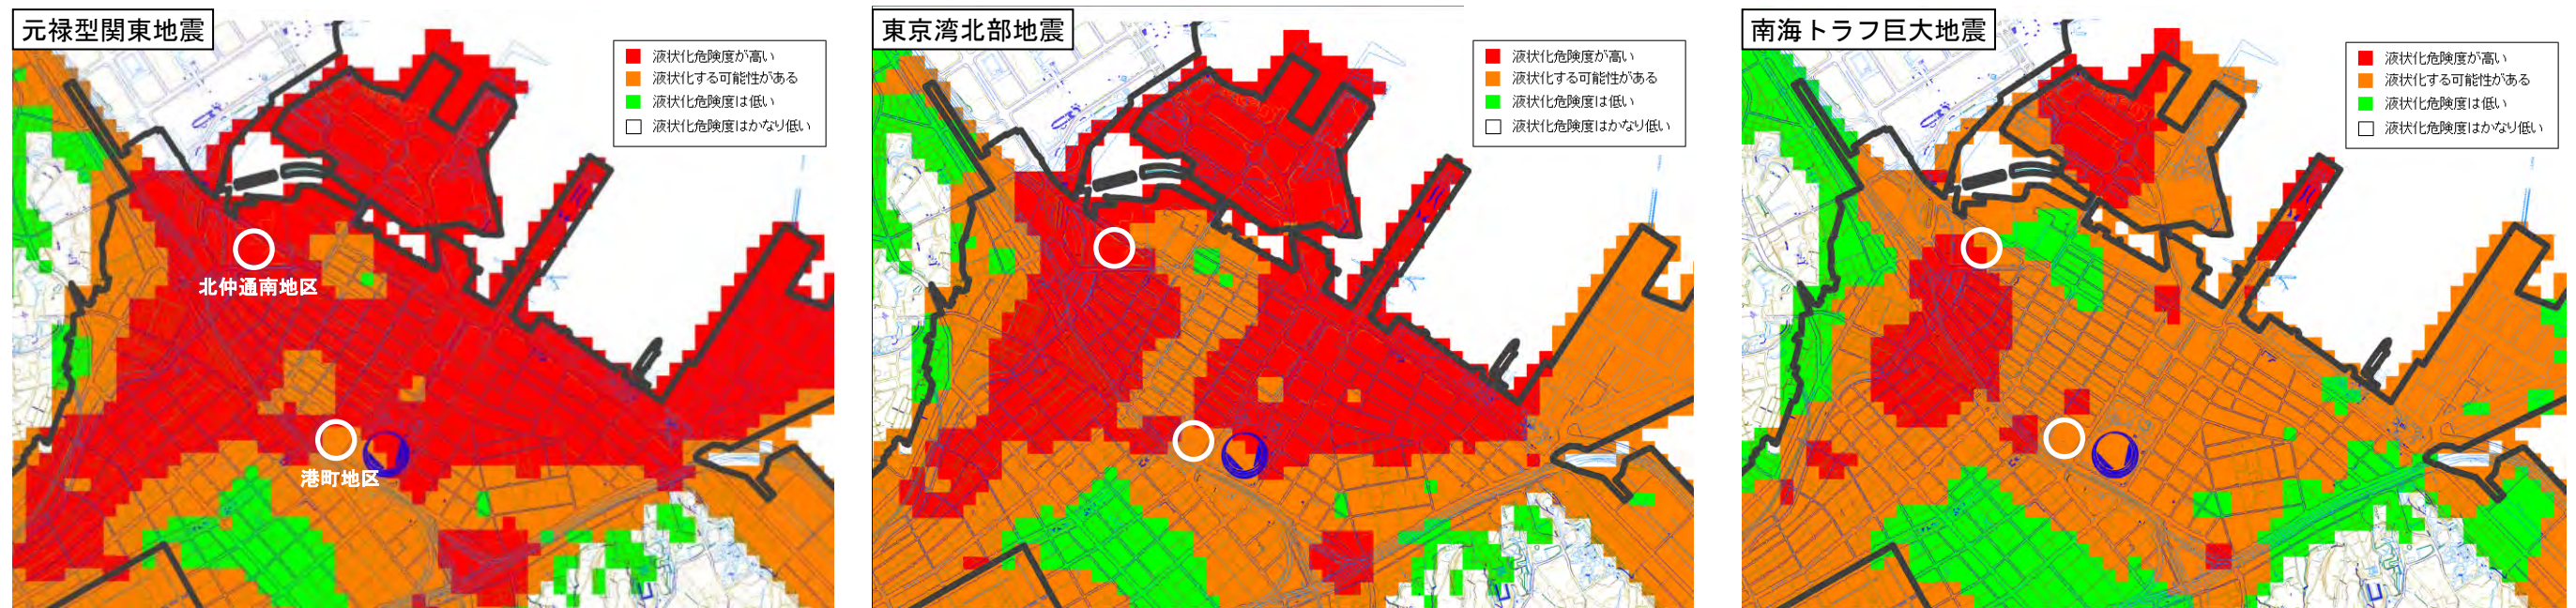 元禄型関東地震
液状化危険度が高い
液状化する可能性がある
液状化危険度は低い
液状化危険度はかなり低い
北仲通南地区
港町地区
東京湾北部地震
液状化危険度が高い
液状化する可能性がある
液状化危険度は低い
液状化危険度はかなり低い
南海トラフ巨大地震
液状化危険度が高い
液状化する可能性がある
液状化危険度は低い
液状化危険度はかなり低い